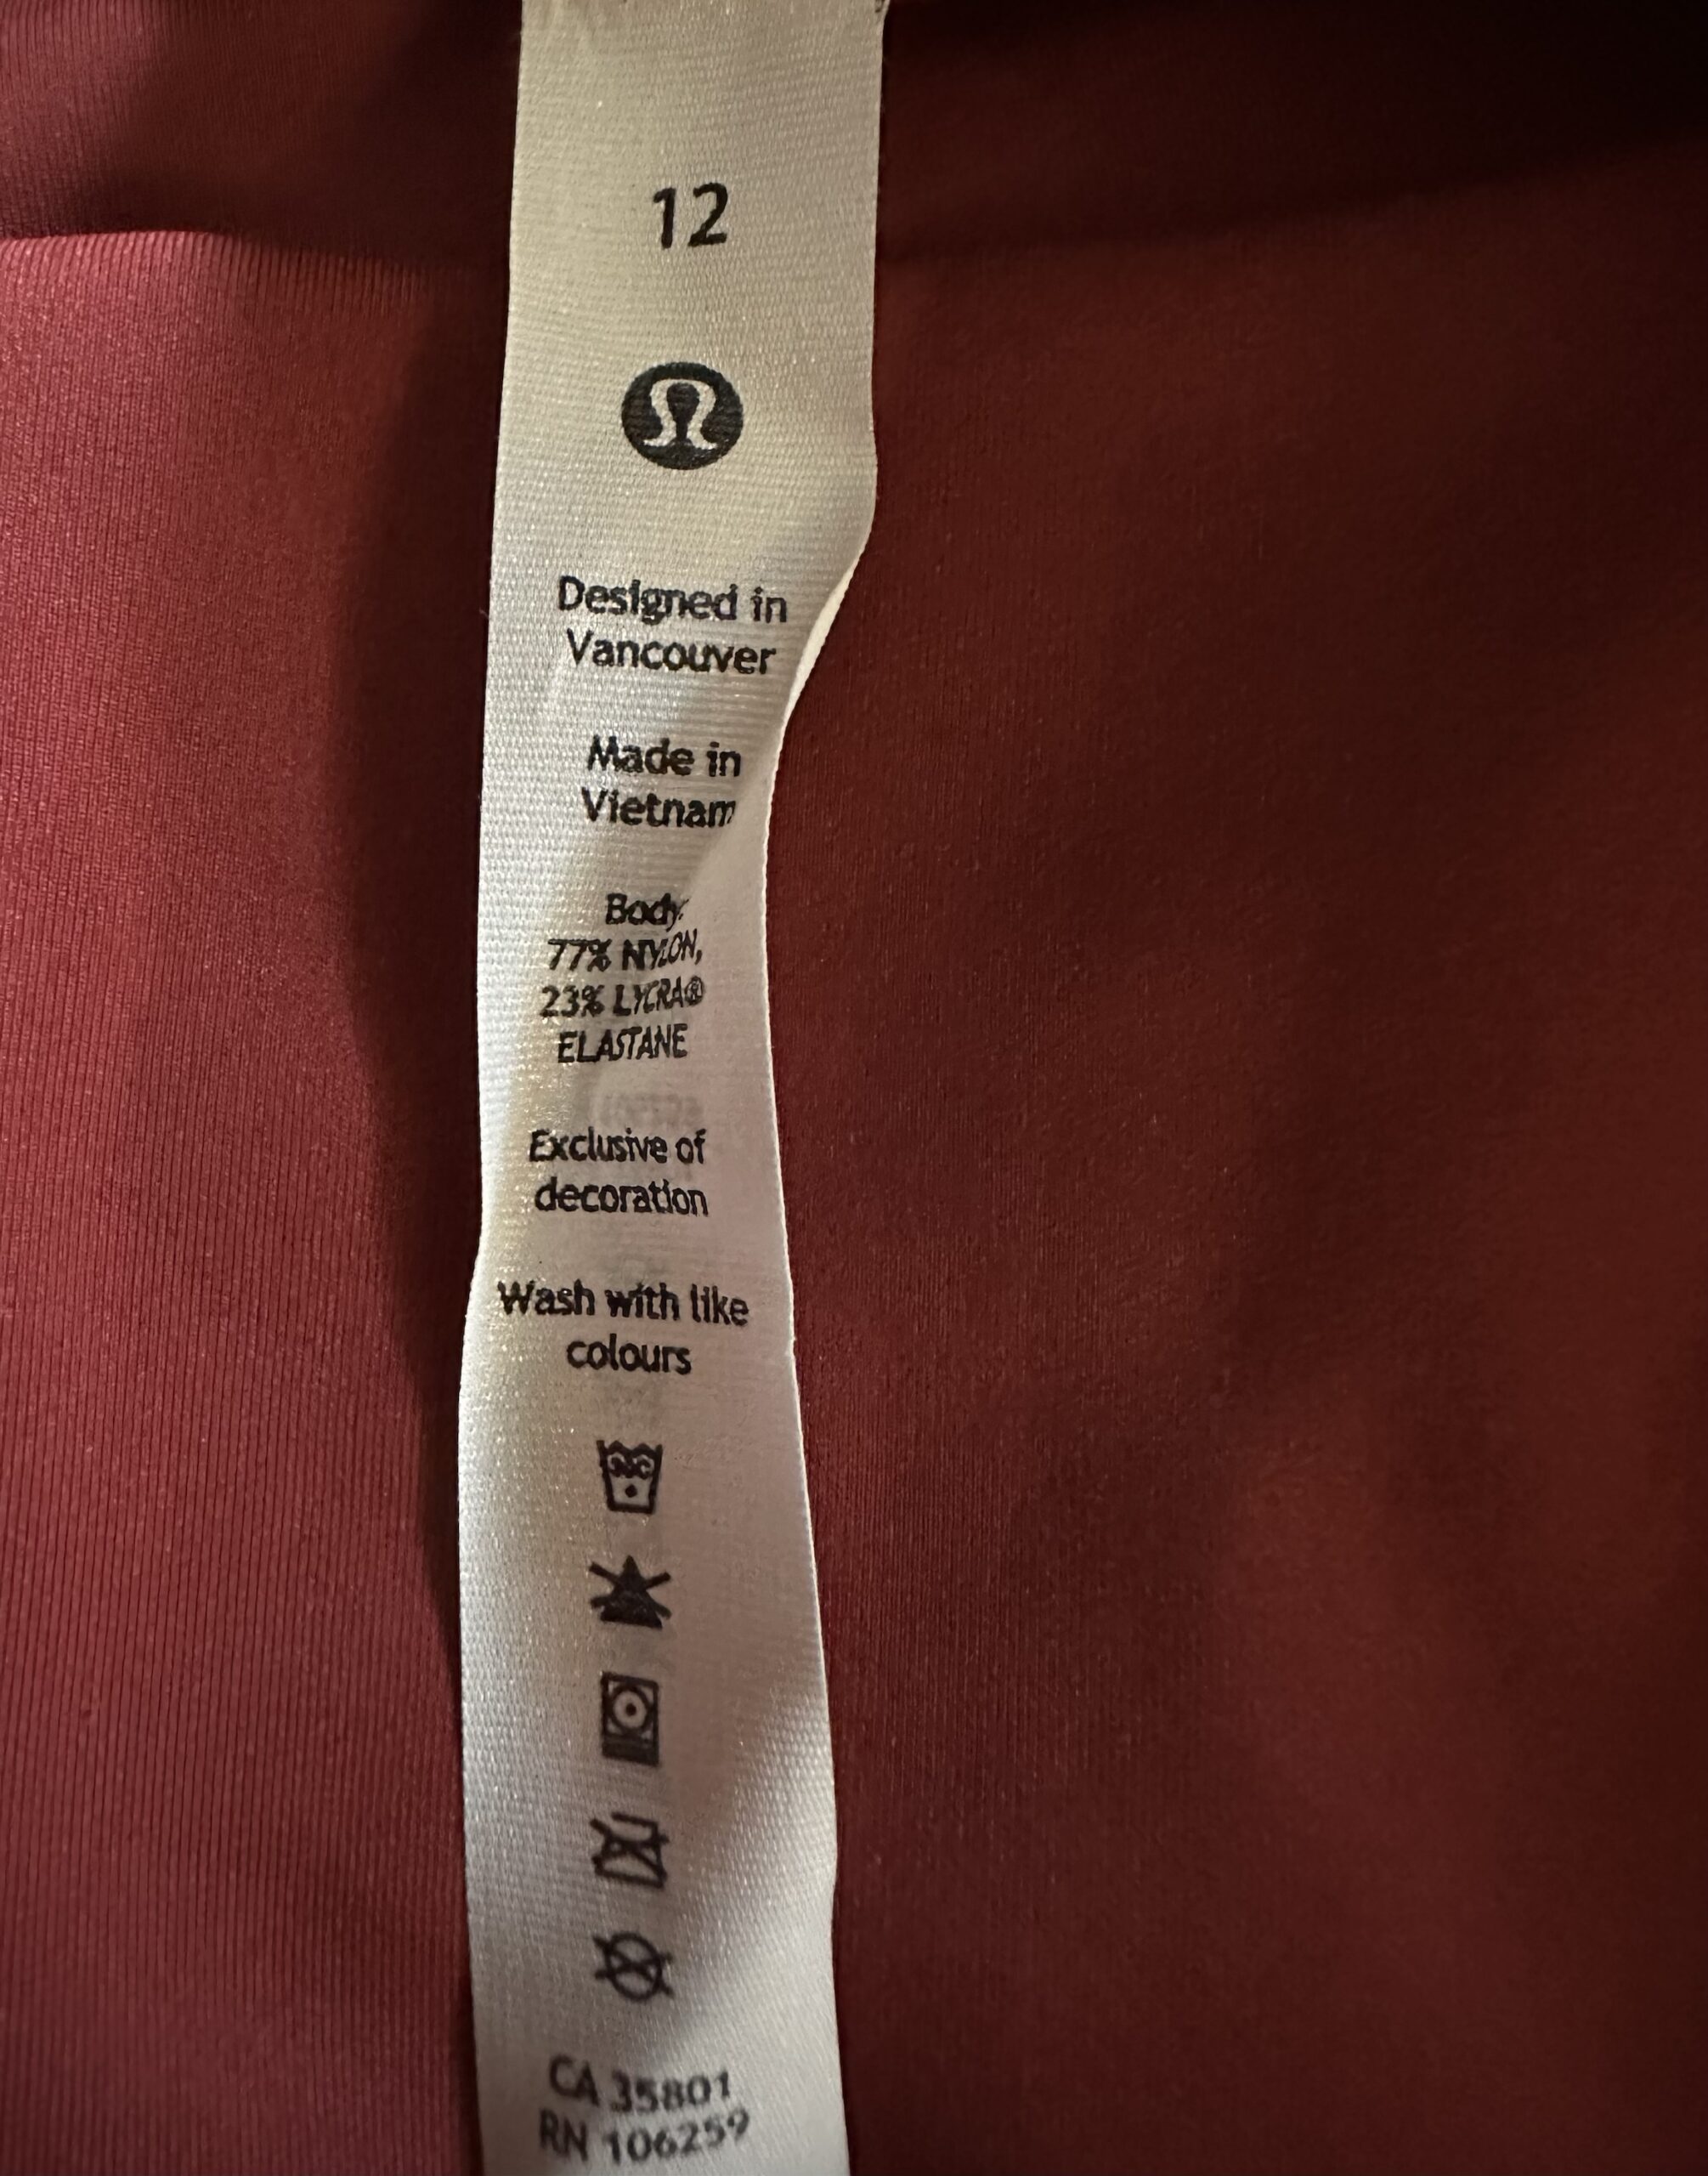 12
Designed in
Vancouver
Made in
Vietnam
Body:
77% NYLON,
23% LYCRA®
ELASTANE
Exclusive of
decoration
Wash with like
colours
CA 35801
RN 106259